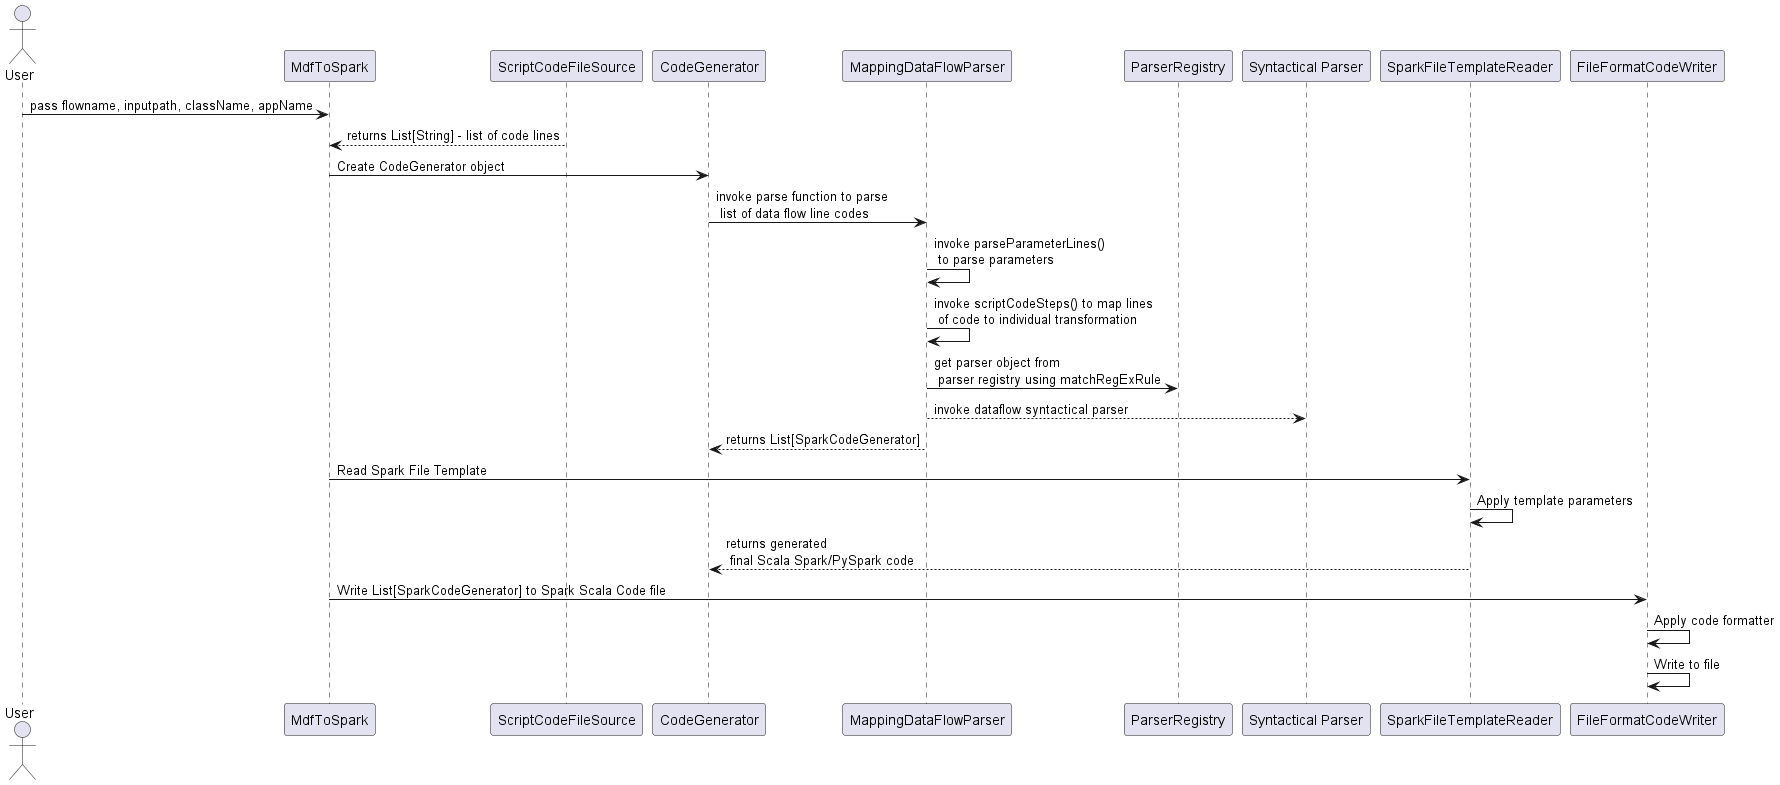 User
MdfToSpark
ScriptCodeFileSource
CodeGenerator
MappingDataFlowParser
ParserRegistry
Syntactical Parser
SparkFileTemplateReader
FileFormatCodeWriter
pass flowname, inputpath, className, appName
returns List[String] - list of code lines
Create CodeGenerator object
invoke parse function to parse
list of data flow line codes
invoke parseParameterLines()
to parse parameters
invoke scriptCodeSteps() to map lines
of code to individual transformation
get parser object from
parser registry using matchRegExRule
invoke dataflow syntactical parser
returns List[SparkCodeGenerator]
Read Spark File Template
Apply template parameters
returns generated
final Scala Spark/PySpark code
Write List[SparkCodeGenerator] to Spark Scala Code file
Apply code formatter
Write to file
User
MdfToSpark
ScriptCodeFileSource
CodeGenerator
MappingDataFlowParser
ParserRegistry
Syntactical Parser
SparkFileTemplateReader
FileFormatCodeWriter